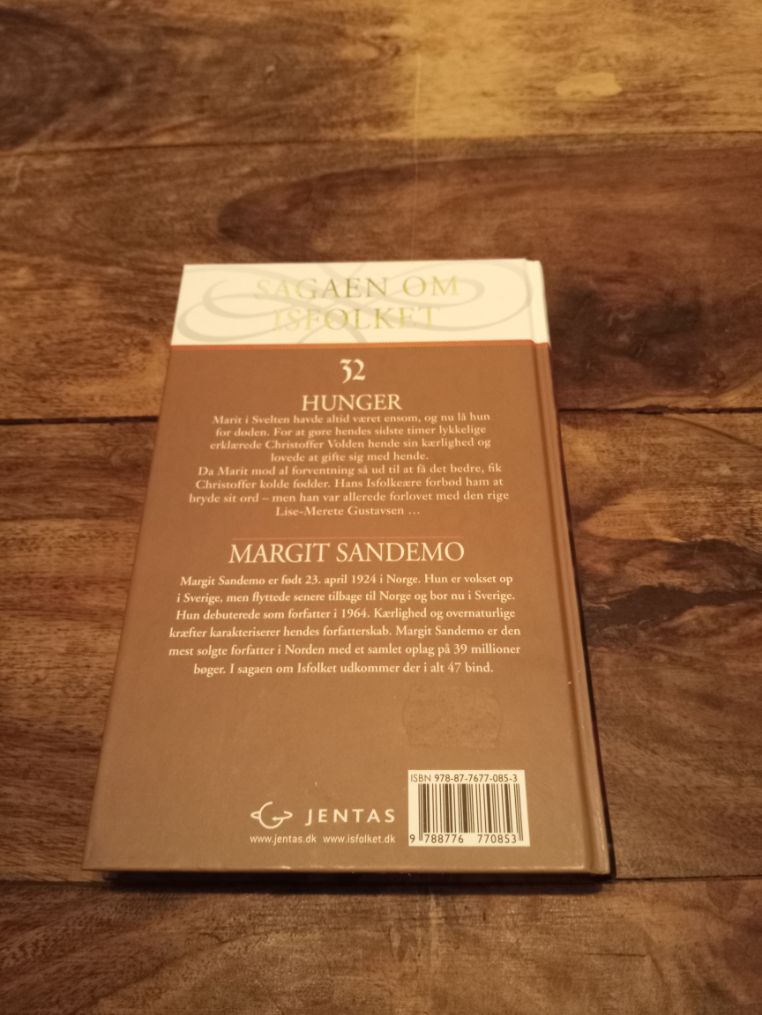 SAGAEN OM
ISFOLKET
32
HUNGER
Marit i Svelten havde altid været ensom, og nu lå hun
for døden. For at gøre hendes sidste timer lykkelige
erklærede Christoffer Volden hende sin kærlighed og
lovede at gifte sig med hende.
Da Marit mod al forventning så ud til at få det bedre, fik
Christoffer kolde fødder. Hans Isfolkeære forbød ham at
bryde sit ord – men han var allerede forlovet med den rige
Lise-Merete Gustavsen ...
MARGIT SANDEMO
Margit Sandemo er født 23. april 1924 i Norge. Hun er vokset op
i Sverige, men flyttede senere tilbage til Norge og bor nu i Sverige.
Hun debuterede som forfatter i 1964. Kærlighed og overnaturlige
kræfter karakteriserer hendes forfatterskab. Margit Sandemo er den
mest solgte forfatter i Norden med et samlet oplag på 39 millioner
bøger. I sagaen om Isfolket udkommer der i alt 47 bind.
ISBN 978-87-7677-085-3
JENTAS
www.jentas.dk www.isfolket.dk
9 788776 770853